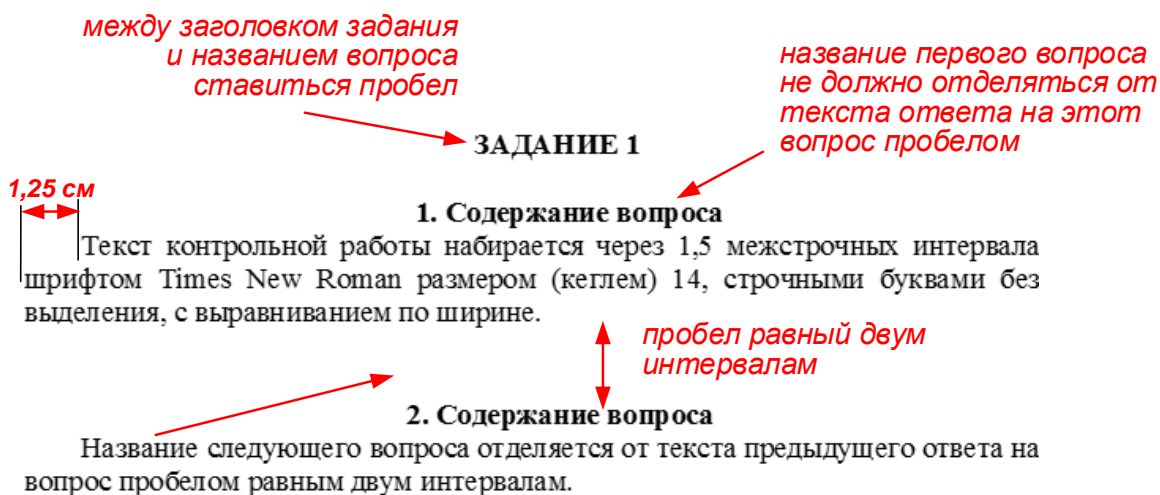 между заголовком задания
и названием вопроса
ставиться пробел
название первого вопроса
не должно отделяться от
текста ответа на этот
вопрос пробелом
ЗАДАНИЕ 1
1,25 см
1. Содержание вопроса
Текст контрольной работы набирается через 1,5 межстрочных интервала
шрифтом Times New Roman размером (кеглем) 14, строчными буквами без
выделения, с выравниванием по ширине.
пробел равный двум
интервалам
2. Содержание вопроса
Название следующего вопроса отделяется от текста предыдущего ответа на
вопрос пробелом равным двум интервалам.